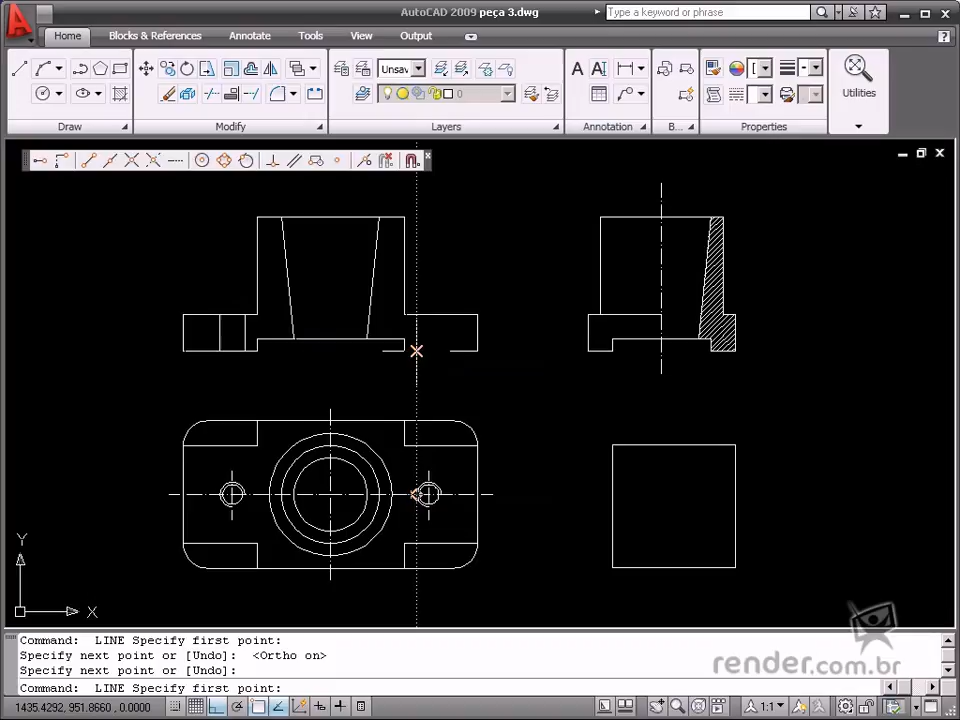 AutoCAD 2009 peça 3.dwg
Type a keyword or phrase
Home
Blocks & References
Annotate
Tools
View
Output
Unsav
0
Utilities
Draw
Modify
Layers
Annotation
B...
Properties
Y
X
Command: LINE Specify first point:
Specify next point or [Undo]: <Ortho on>
Specify next point or [Undo]:
Command: LINE Specify first point:
render.com.br
1435.4292, 951.8660, 0.0000
1:1